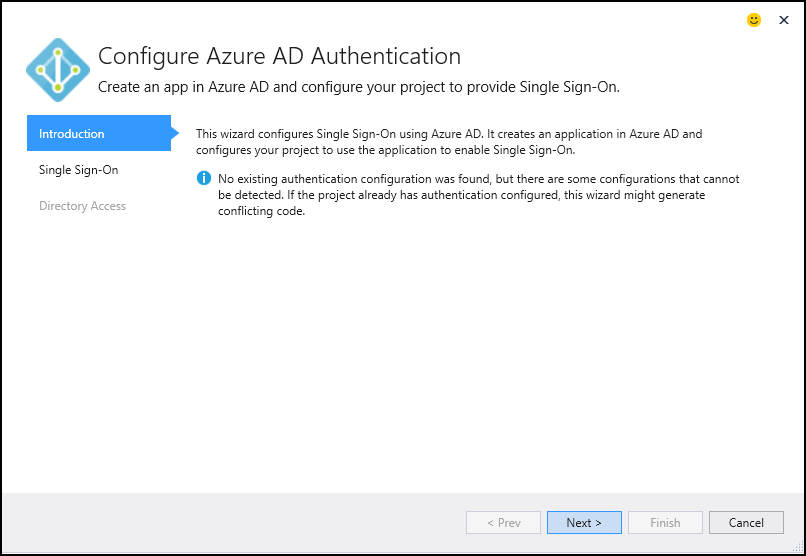 Configure Azure AD Authentication
Create an app in Azure AD and configure your project to provide Single Sign-On.
Introduction
Single Sign-On
Directory Access
This wizard configures Single Sign-On using Azure AD. It creates an application in Azure AD and
configures your project to use the application to enable Single Sign-On.
No existing authentication configuration was found, but there are some configurations that cannot
be detected. If the project already has authentication configured, this wizard might generate
conflicting code.
< Prev
Next >
Finish
Cancel